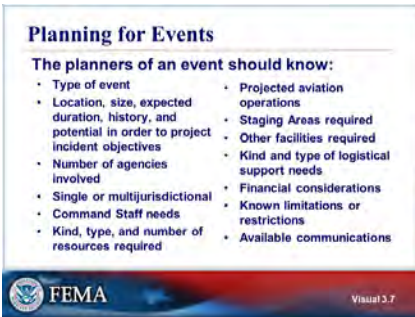 Planning for Events
The planners of an event should know:
• Type of event
• Location, size, expected
duration, history, and
potential in order to project
incident objectives
• Number of agencies
involved
• Single or multijurisdictional
• Command Staff needs
• Kind, type, and number of
resources required
• Projected aviation
operations
• Staging Areas required
• Other facilities required
• Kind and type of logistical
support needs
• Financial considerations
• Known limitations or
restrictions
• Available communications
FEMA
Visual 3.7